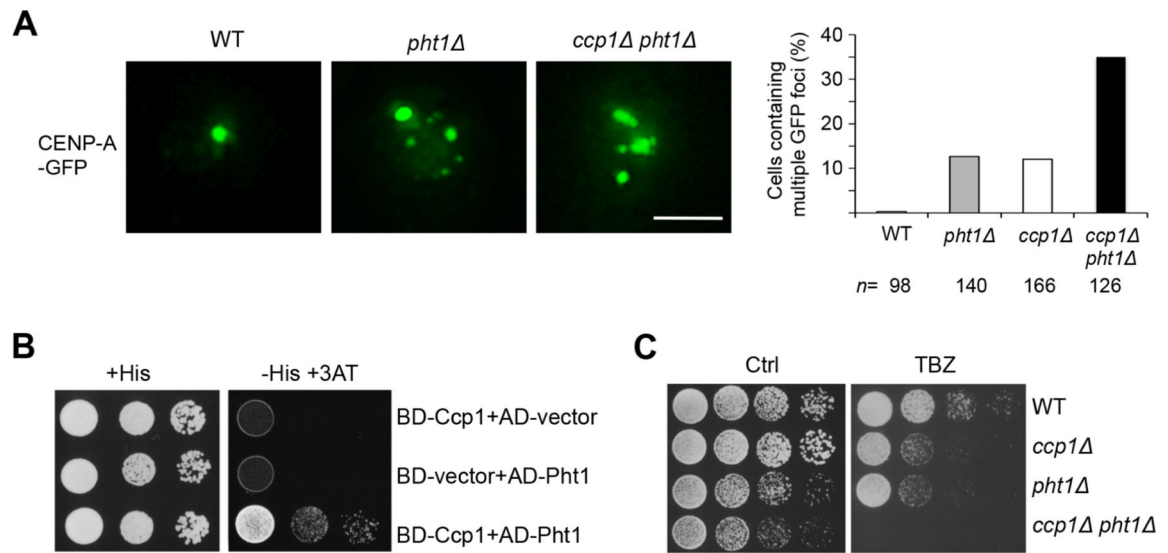 A
WT
pht1Δ
ccp1Δ pht1Δ
CENP-A
-GFP
Cells containing
multiple GFP foci (%)
40
30
20
10
WT
pht1Δ
ccp1Δ
ccp1Δ
pht1Δ
n= 98
140
166
126
B
+His
-His +3AT
BD-Ccp1+AD-vector
BD-vector+AD-Pht1
BD-Ccp1+AD-Pht1
C
Ctrl
TBZ
WT
ccp1Δ
pht1Δ
ccp1Δ pht1Δ